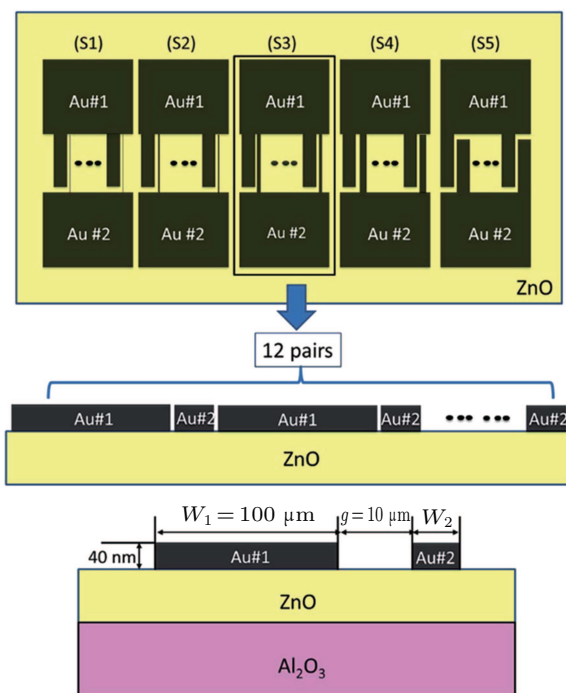 (S1) (S2) (S3) (S4) (S5)
Au#1 Au#1 Au#1 Au#1 Au#1
Au #2 Au #2 Au #2 Au #2 Au #2
ZnO
12 pairs
Au#1 Au#2 Au#1 Au#2 Au#2
ZnO
W₁ = 100 μm g = 10 μm W₂
40 nm Au#1 Au#2
ZnO
Al₂O₃